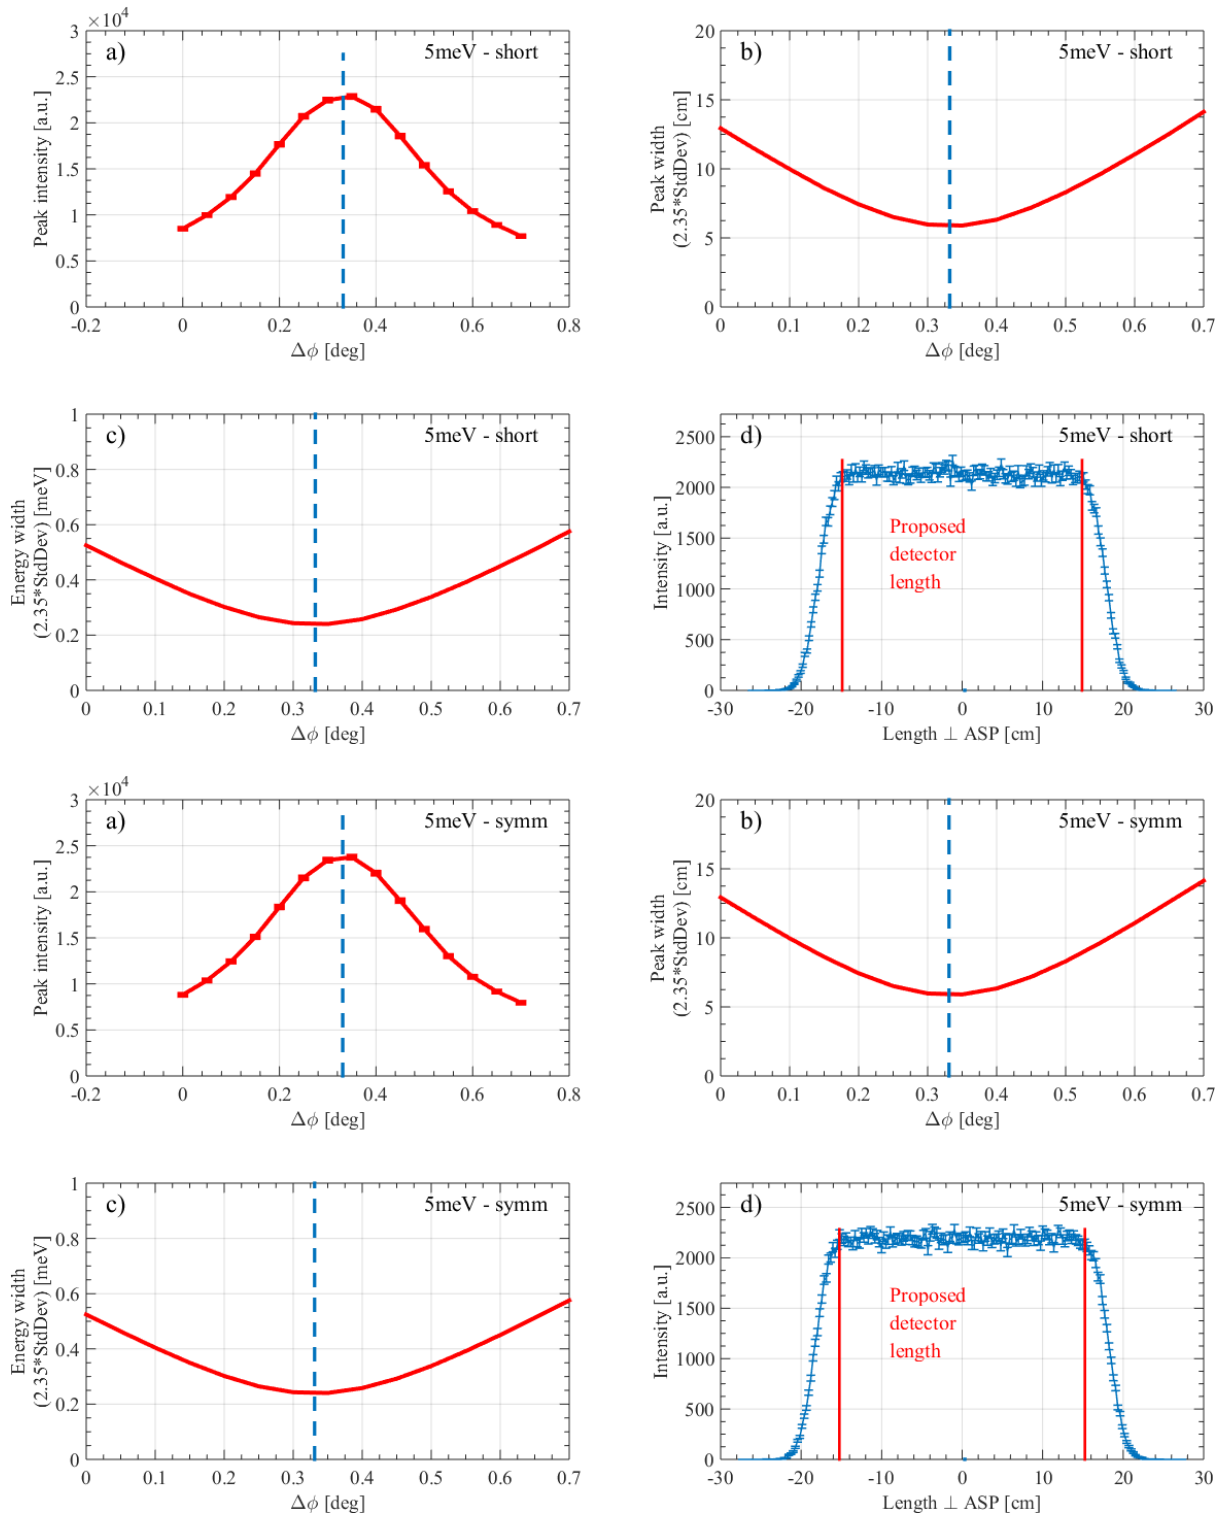 ×10⁴
a) 5meV - short
Peak intensity [a.u.]
3
2.5
2
1.5
1
0.5
0
-0.2 0 0.2 0.4 0.6 0.8
Δϕ [deg]
b) 5meV - short
Peak width
(2.35*StdDev) [cm]
20
15
10
5
0
0 0.1 0.2 0.3 0.4 0.5 0.6 0.7
Δϕ [deg]
c) 5meV - short
Energy width
(2.35*StdDev) [meV]
1
0.8
0.6
0.4
0.2
0
0 0.1 0.2 0.3 0.4 0.5 0.6 0.7
Δϕ [deg]
d) 5meV - short
Intensity [a.u.]
2500
2000
1500
1000
500
0
Proposed
detector
length
-30 -20 -10 0 10 20 30
Length ⊥ ASP [cm]
×10⁴
a) 5meV - symm
Peak intensity [a.u.]
3
2.5
2
1.5
1
0.5
0
-0.2 0 0.2 0.4 0.6 0.8
Δϕ [deg]
b) 5meV - symm
Peak width
(2.35*StdDev) [cm]
20
15
10
5
0
0 0.1 0.2 0.3 0.4 0.5 0.6 0.7
Δϕ [deg]
c) 5meV - symm
Energy width
(2.35*StdDev) [meV]
1
0.8
0.6
0.4
0.2
0
0 0.1 0.2 0.3 0.4 0.5 0.6 0.7
Δϕ [deg]
d) 5meV - symm
Intensity [a.u.]
2500
2000
1500
1000
500
0
Proposed
detector
length
-30 -20 -10 0 10 20 30
Length ⊥ ASP [cm]